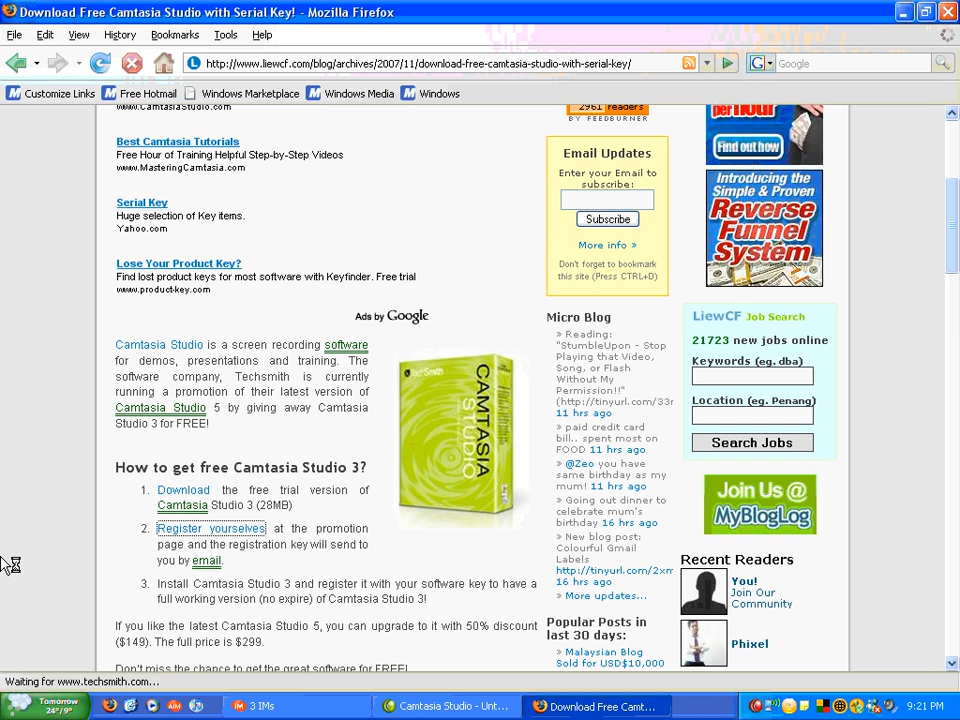 Download Free Camtasia Studio with Serial Key! - Mozilla Firefox
File Edit View History Bookmarks Tools Help
http://www.liewcf.com/blog/archives/2007/11/download-free-camtasia-studio-with-serial-key/
Google
Customize Links Free Hotmail Windows Marketplace Windows Media Windows
www.CamtasiaStudio.com
Best Camtasia Tutorials
Free Hour of Training Helpful Step-by-Step Videos
www.MasteringCamtasia.com
Serial Key
Huge selection of Key items.
Yahoo.com
Lose Your Product Key?
Find lost product keys for most software with Keyfinder. Free trial
www.product-key.com
Ads by Google
Camtasia Studio is a screen recording software
for demos, presentations and training. The
software company, Techsmith is currently
running a promotion of their latest version of
Camtasia Studio 5 by giving away Camtasia
Studio 3 for FREE!
TechSmith
CAMTASIA
STUDIO
How to get free Camtasia Studio 3?
1. Download the free trial version of
Camtasia Studio 3 (28MB)
2. Register yourselves at the promotion
page and the registration key will send to
you by email.
3. Install Camtasia Studio 3 and register it with your software key to have a
full working version (no expire) of Camtasia Studio 3!
If you like the latest Camtasia Studio 5, you can upgrade to it with 50% discount
($149). The full price is $299.
Don't miss the chance to get the great software for FREE!
2961 readers
BY FEEDBURNER
Email Updates
Enter your Email to
subscribe:
Subscribe
More info »
Don't forget to bookmark
this site (Press CTRL+D)
Micro Blog
» Reading:
"StumbleUpon - Stop
Playing that Video,
Song, or Flash
Without My
Permission!!"
(http://tinyurl.com/33r
11 hrs ago
» paid credit card
bill.. spent most on
FOOD 11 hrs ago
» @Zeo you have
same birthday as my
mum! 11 hrs ago
» Going out dinner to
celebrate mum's
birthday 16 hrs ago
» New blog post:
Colourful Gmail
Labels
http://tinyurl.com/2xm
16 hrs ago
» More updates...
Popular Posts in
last 30 days:
» Malaysian Blog
Sold for USD$10,000
per hour
Find out how
Introducing the
Simple & Proven
Reverse
Funnel
System
LiewCF Job Search
21723 new jobs online
Keywords (eg. dba)
Location (eg. Penang)
Search Jobs
Join Us @
MyBlogLog
Recent Readers
You!
Join Our
Community
Phixel
Waiting for www.techsmith.com...
Tomorrow
24°/9°
3 IMs
Camtasia Studio - Unt...
Download Free Camt...
9:21 PM